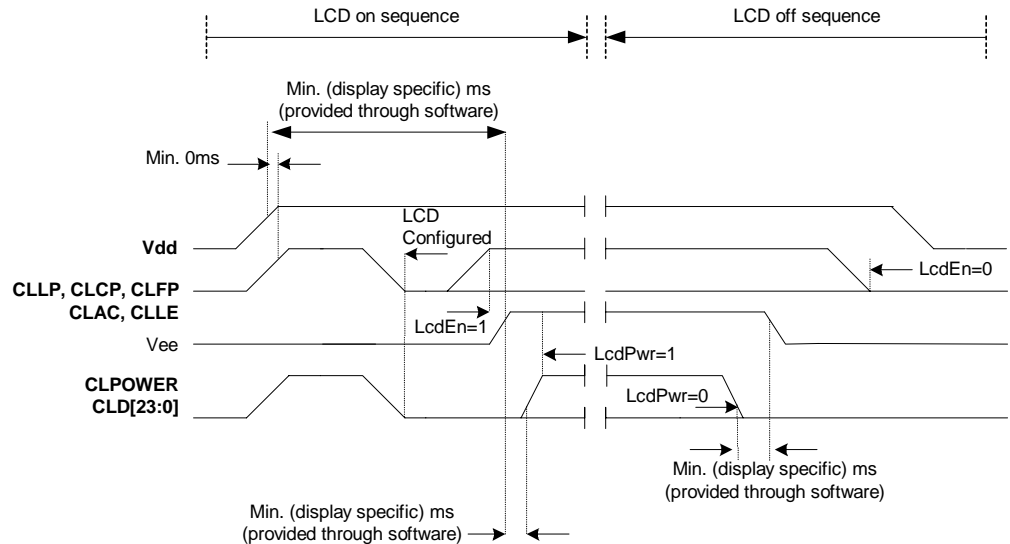 LCD on sequence
LCD off sequence
Min. (display specific) ms
(provided through software)
Min. 0ms
LCD
Configured
Vdd
LcdEn=0
CLLP, CLCP, CLFP
CLAC, CLLE
LcdEn=1
Vee
LcdPwr=1
CLPOWER
CLD[23:0]
LcdPwr=0
Min. (display specific) ms
(provided through software)
Min. (display specific) ms
(provided through software)